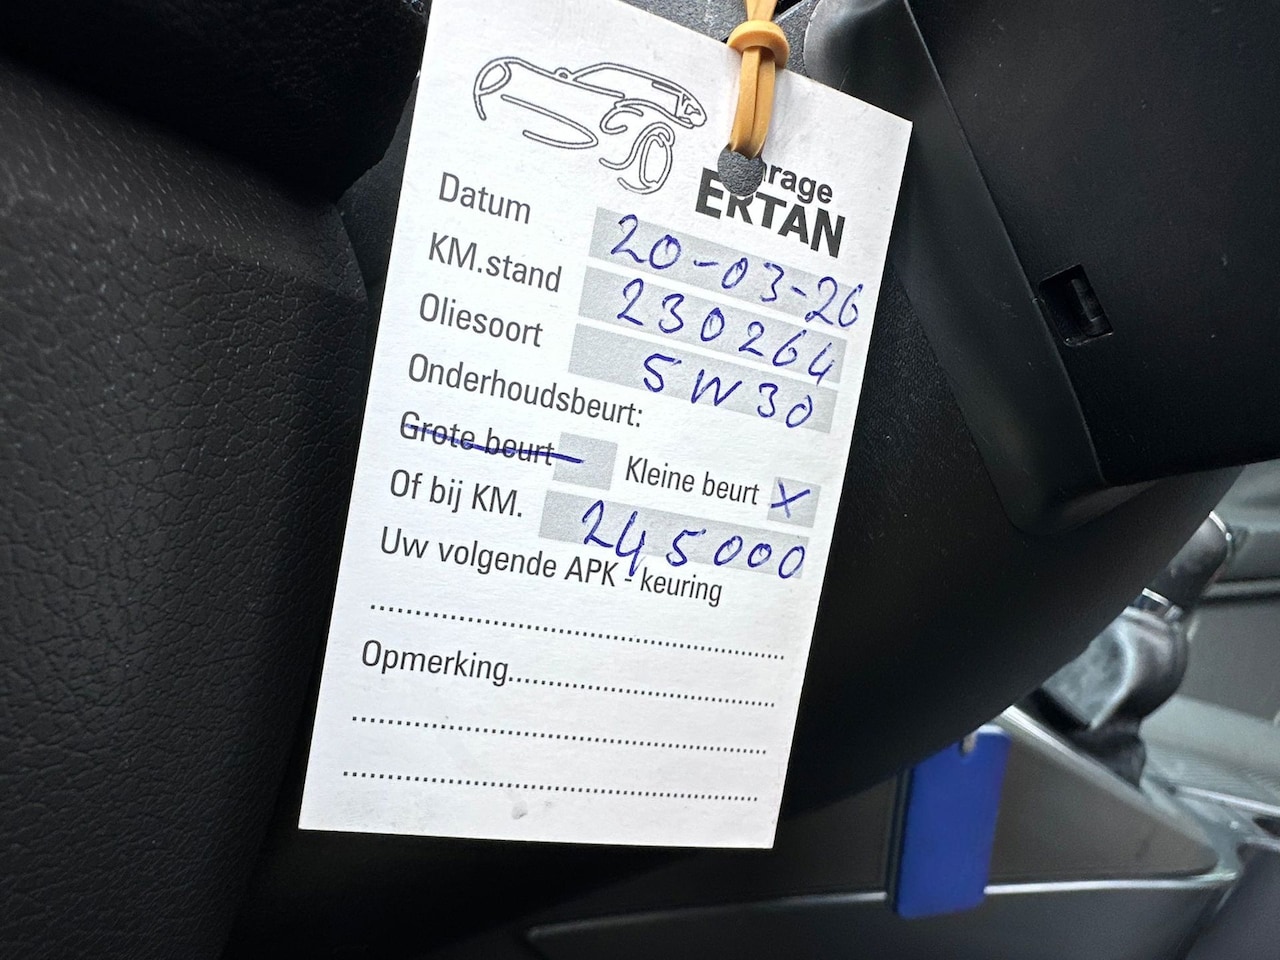 Garage
ERTAN
Datum 20-03-26
KM.stand 230264
Oliesoort 5W30
Onderhoudsbeurt:
Grote beurt Kleine beurt X
Of bij KM. 245000
Uw volgende APK - keuring
Opmerking